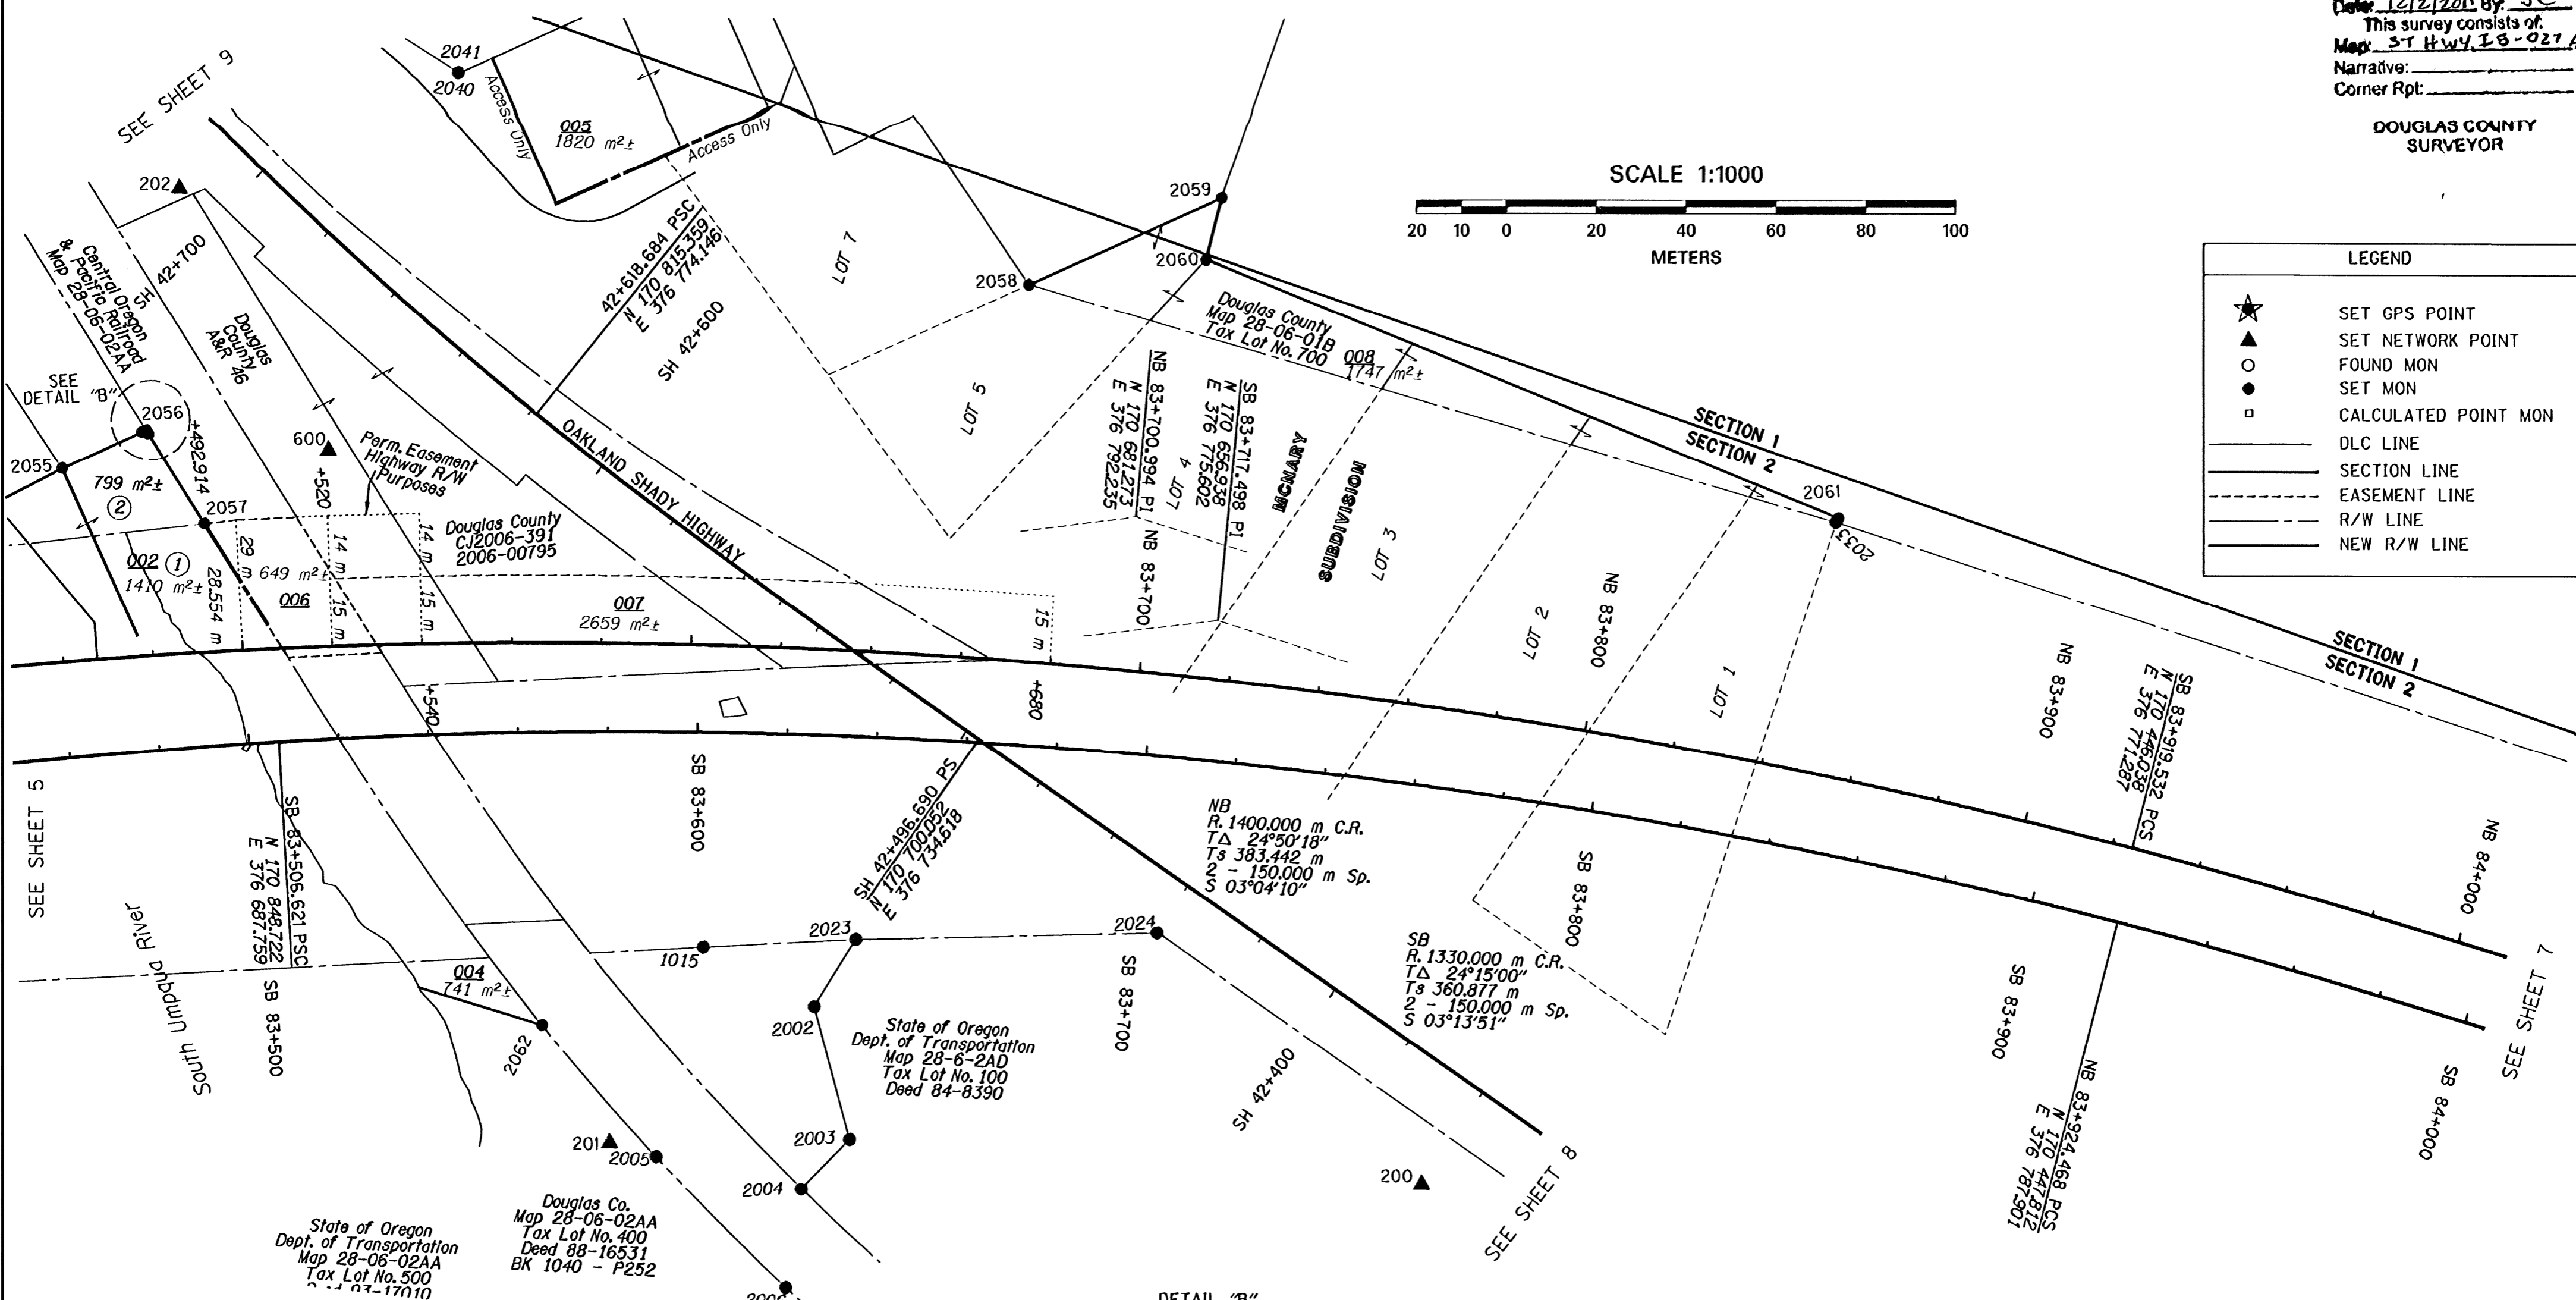 Date: 12/2/2011 By: JC
This survey consists of:
Map: ST HWY. I5-027
Narrative:
Corner Rpt:
DOUGLAS COUNTY
SURVEYOR
SCALE 1:1000
20 10 0 20 40 60 80 100
METERS
LEGEND
SET GPS POINT
SET NETWORK POINT
FOUND MON
SET MON
CALCULATED POINT MON
DLC LINE
SECTION LINE
EASEMENT LINE
R/W LINE
NEW R/W LINE
SEE SHEET 9
2041
2040
Access Only
005
1820 m²±
Access Only
202
SH 42+700
Central Oregon
& Pacific Railroad
Map 28-06-02AA
Douglas
County
A&R 46
SEE
DETAIL "B"
2056
2055
799 m²±
2
+492.914
2057
600
+520
Perm. Easement
Highway R/W
Purposes
Douglas County
CJ2006-391
2006-00795
002
1
1410 m²±
28.554 m
29 m
649 m²±
006
14 m
15 m
14 m
15 m
007
2659 m²±
15 m
42+618.684 PSC
N 170 815.359
E 376 774.146
SH 42+600
OAKLAND SHADY HIGHWAY
LOT 7
LOT 5
2058
2059
2060
Douglas County
Map 28-06-01B
Tax Lot No. 700
008
1747 m²±
NB 83+700.994 PI
N 170 681.273
E 376 792.235
LOT 4
SB 83+717.498 PI
N 170 656.938
E 376 775.602
NB 83+700
MCNARY
SUBDIVISION
LOT 3
LOT 2
NB 83+800
LOT 1
SECTION 1
SECTION 2
2061
2033
NB 83+900
SECTION 1
SECTION 2
SB 83+919.532 PCS
N 170 446.038
E 376 771.287
NB 84+000
SEE SHEET 7
+540
+680
SEE SHEET 5
SB 83+506.621 PSC
N 170 848.722
E 376 687.759
SB 83+500
South Umpqua River
SB 83+600
SH 42+496.690 PS
N 170 700.052
E 376 734.618
NB
R. 1400.000 m C.R.
TΔ 24°50'18"
Ts 383.442 m
2 - 150.000 m Sp.
S 03°04'10"
SB
R. 1330.000 m C.R.
TΔ 24°15'00"
Ts 360.877 m
2 - 150.000 m Sp.
S 03°13'51"
SB 83+800
SB 83+900
NB 83+924.468 PCS
N 170 447.812
E 376 787.901
SB 84+000
004
741 m²±
2062
1015
2023
2024
2002
SB 83+700
State of Oregon
Dept. of Transportation
Map 28-6-2AD
Tax Lot No. 100
Deed 84-8390
SH 42+400
2003
201
2005
2004
200
SEE SHEET 8
Douglas Co.
Map 28-06-02AA
Tax Lot No. 400
Deed 88-16531
BK 1040 - P252
State of Oregon
Dept. of Transportation
Map 28-06-02AA
Tax Lot No. 500
93-17010
DETAIL "B"